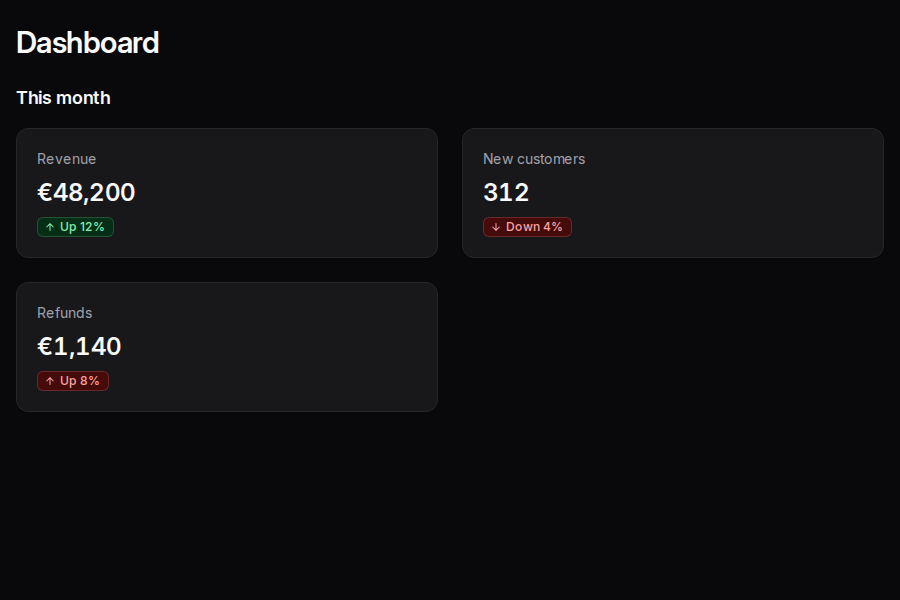 Dashboard
This month
Revenue
€48,200
↑ Up 12%
New customers
312
↓ Down 4%
Refunds
€1,140
↑ Up 8%